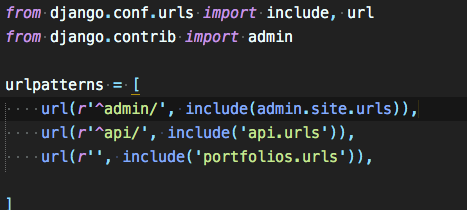 from django.conf.urls import include, url
from django.contrib import admin
urlpatterns = [
    url(r'^admin/', include(admin.site.urls)),
    url(r'^api/', include('api.urls')),
    url(r'', include('portfolios.urls')),
]